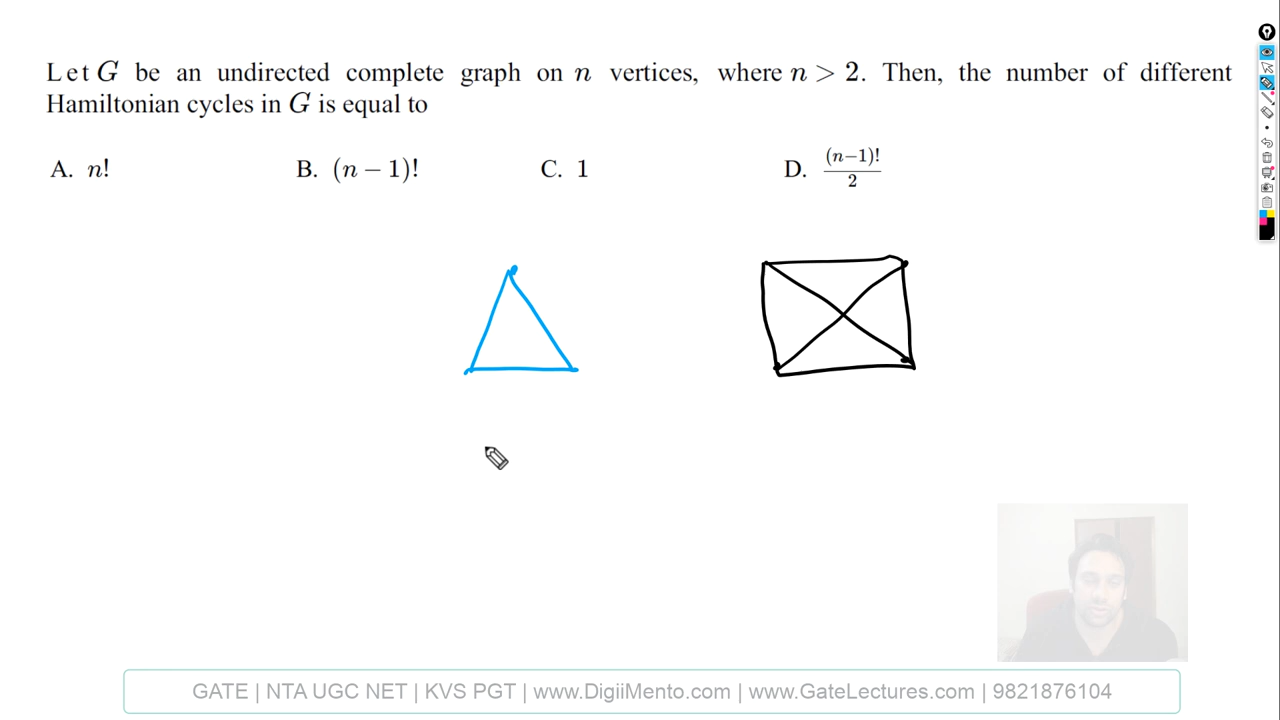 Let G be an undirected complete graph on n vertices, where n > 2. Then, the number of different
Hamiltonian cycles in G is equal to
A. n! B. (n − 1)! C. 1 D. (n−1)!/2
GATE | NTA UGC NET | KVS PGT | www.DigiiMento.com | www.GateLectures.com | 9821876104